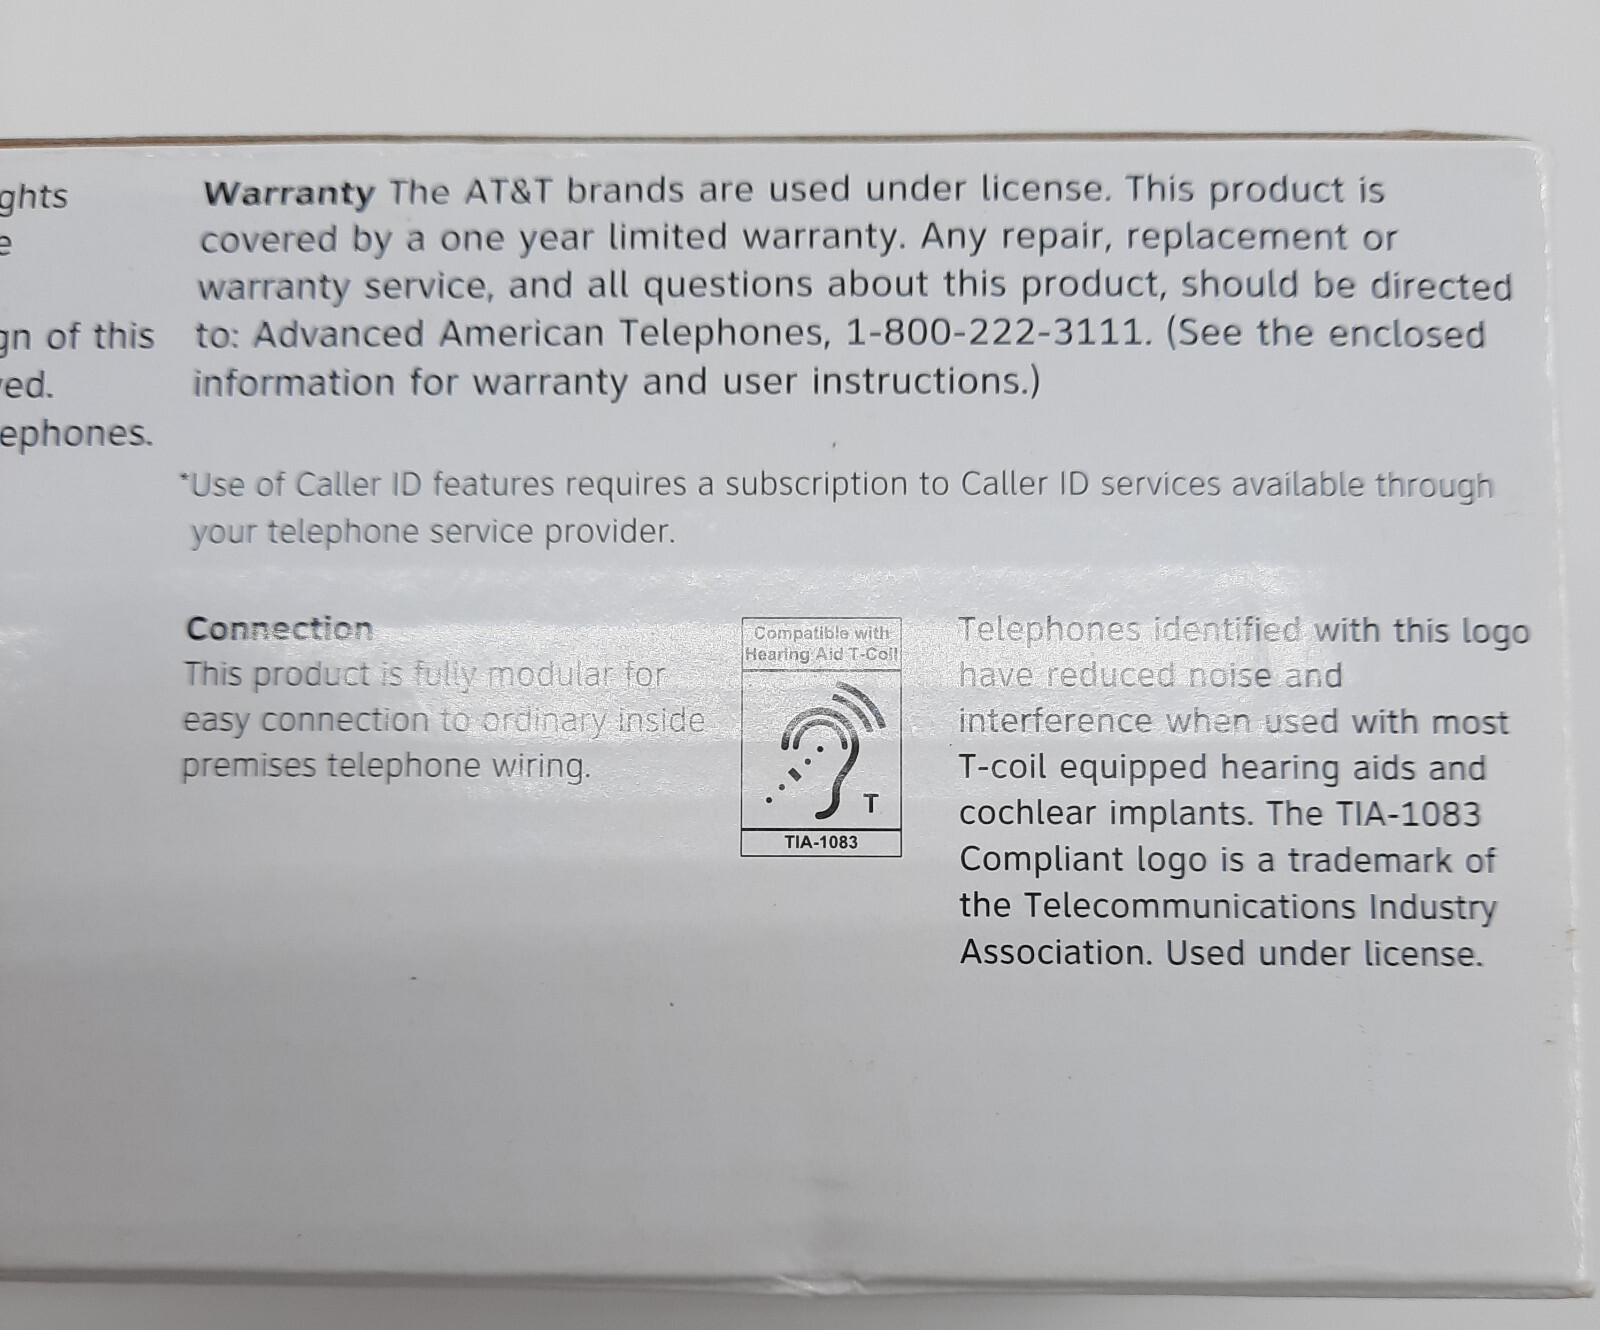 ghts
e
gn of this
ed.
ephones.
Warranty The AT&T brands are used under license. This product is
covered by a one year limited warranty. Any repair, replacement or
warranty service, and all questions about this product, should be directed
to: Advanced American Telephones, 1-800-222-3111. (See the enclosed
information for warranty and user instructions.)
*Use of Caller ID features requires a subscription to Caller ID services available through
your telephone service provider.
Connection
This product is fully modular for
easy connection to ordinary inside
premises telephone wiring.
Compatible with
Hearing Aid T-Coil
T
TIA-1083
Telephones identified with this logo
have reduced noise and
interference when used with most
T-coil equipped hearing aids and
cochlear implants. The TIA-1083
Compliant logo is a trademark of
the Telecommunications Industry
Association. Used under license.